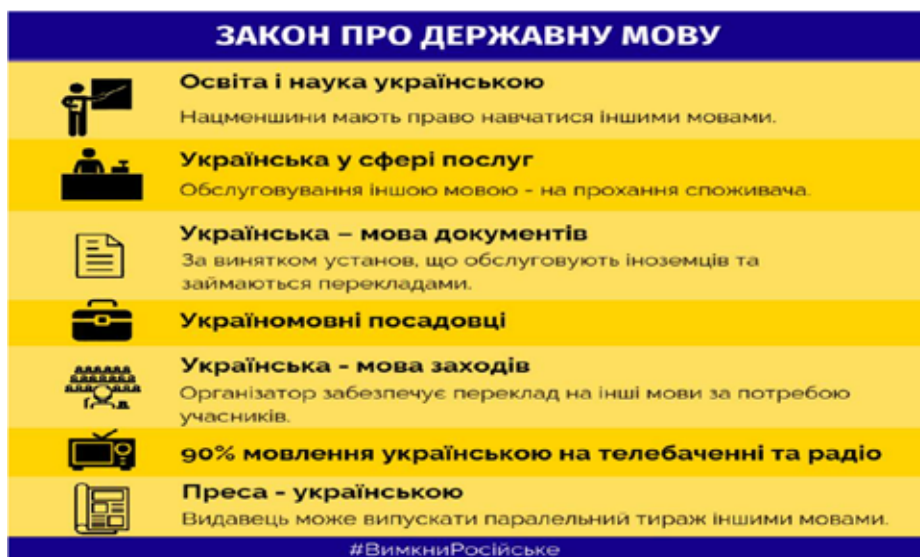 ЗАКОН ПРО ДЕРЖАВНУ МОВУ
Освіта і наука українською
Нацменшини мають право навчатися іншими мовами.
Українська у сфері послуг
Обслуговування іншою мовою - на прохання споживача.
Українська – мова документів
За винятком установ, що обслуговують іноземців та
займаються перекладами.
Україномовні посадовці
Українська - мова заходів
Організатор забезпечує переклад на інші мови за потребою
учасників.
90% мовлення українською на телебаченні та радіо
Преса - українською
Видавець може випускати паралельний тираж іншими мовами.
#ВимкниРосійське